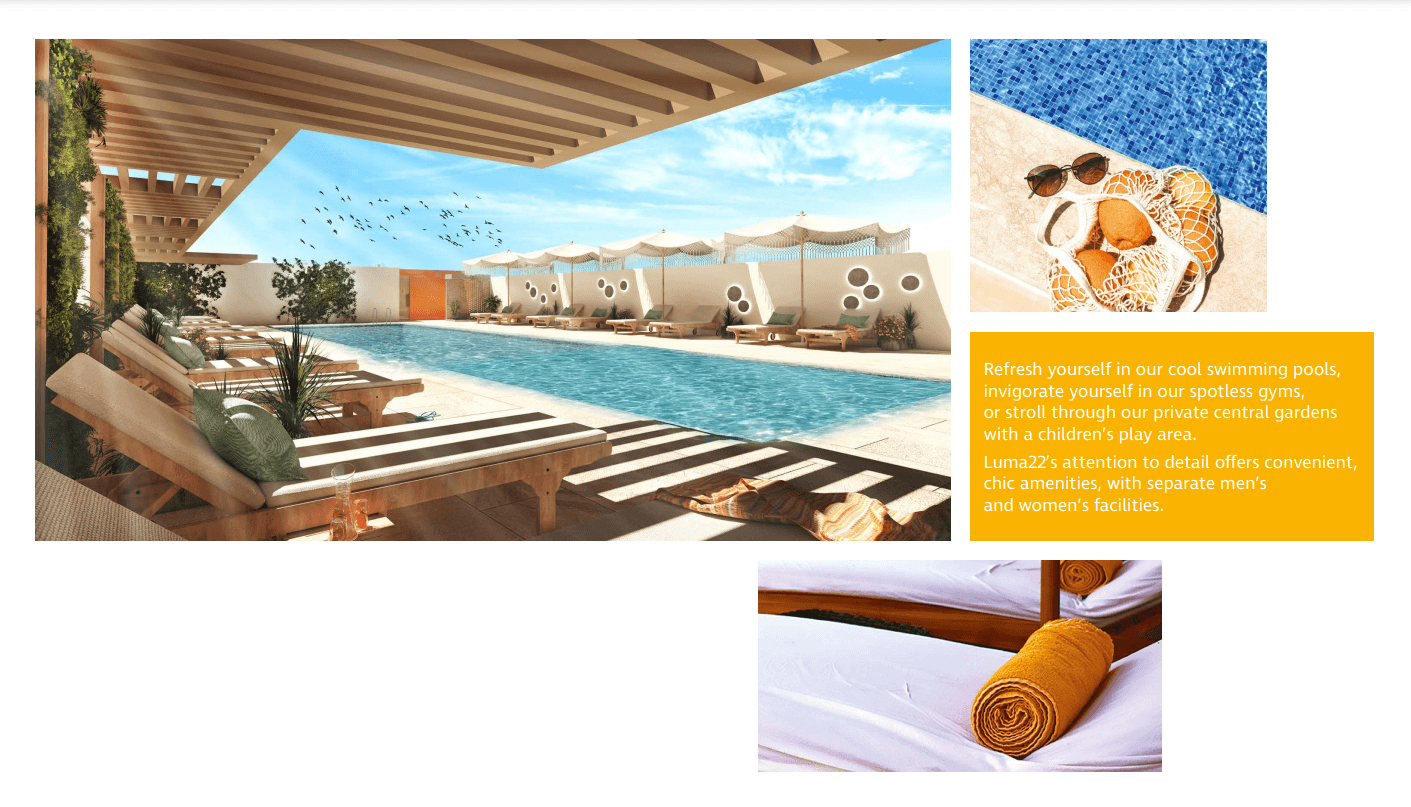 Refresh yourself in our cool swimming pools,
invigorate yourself in our spotless gyms,
or stroll through our private central gardens
with a children's play area.
Luma22's attention to detail offers convenient,
chic amenities, with separate men's
and women's facilities.